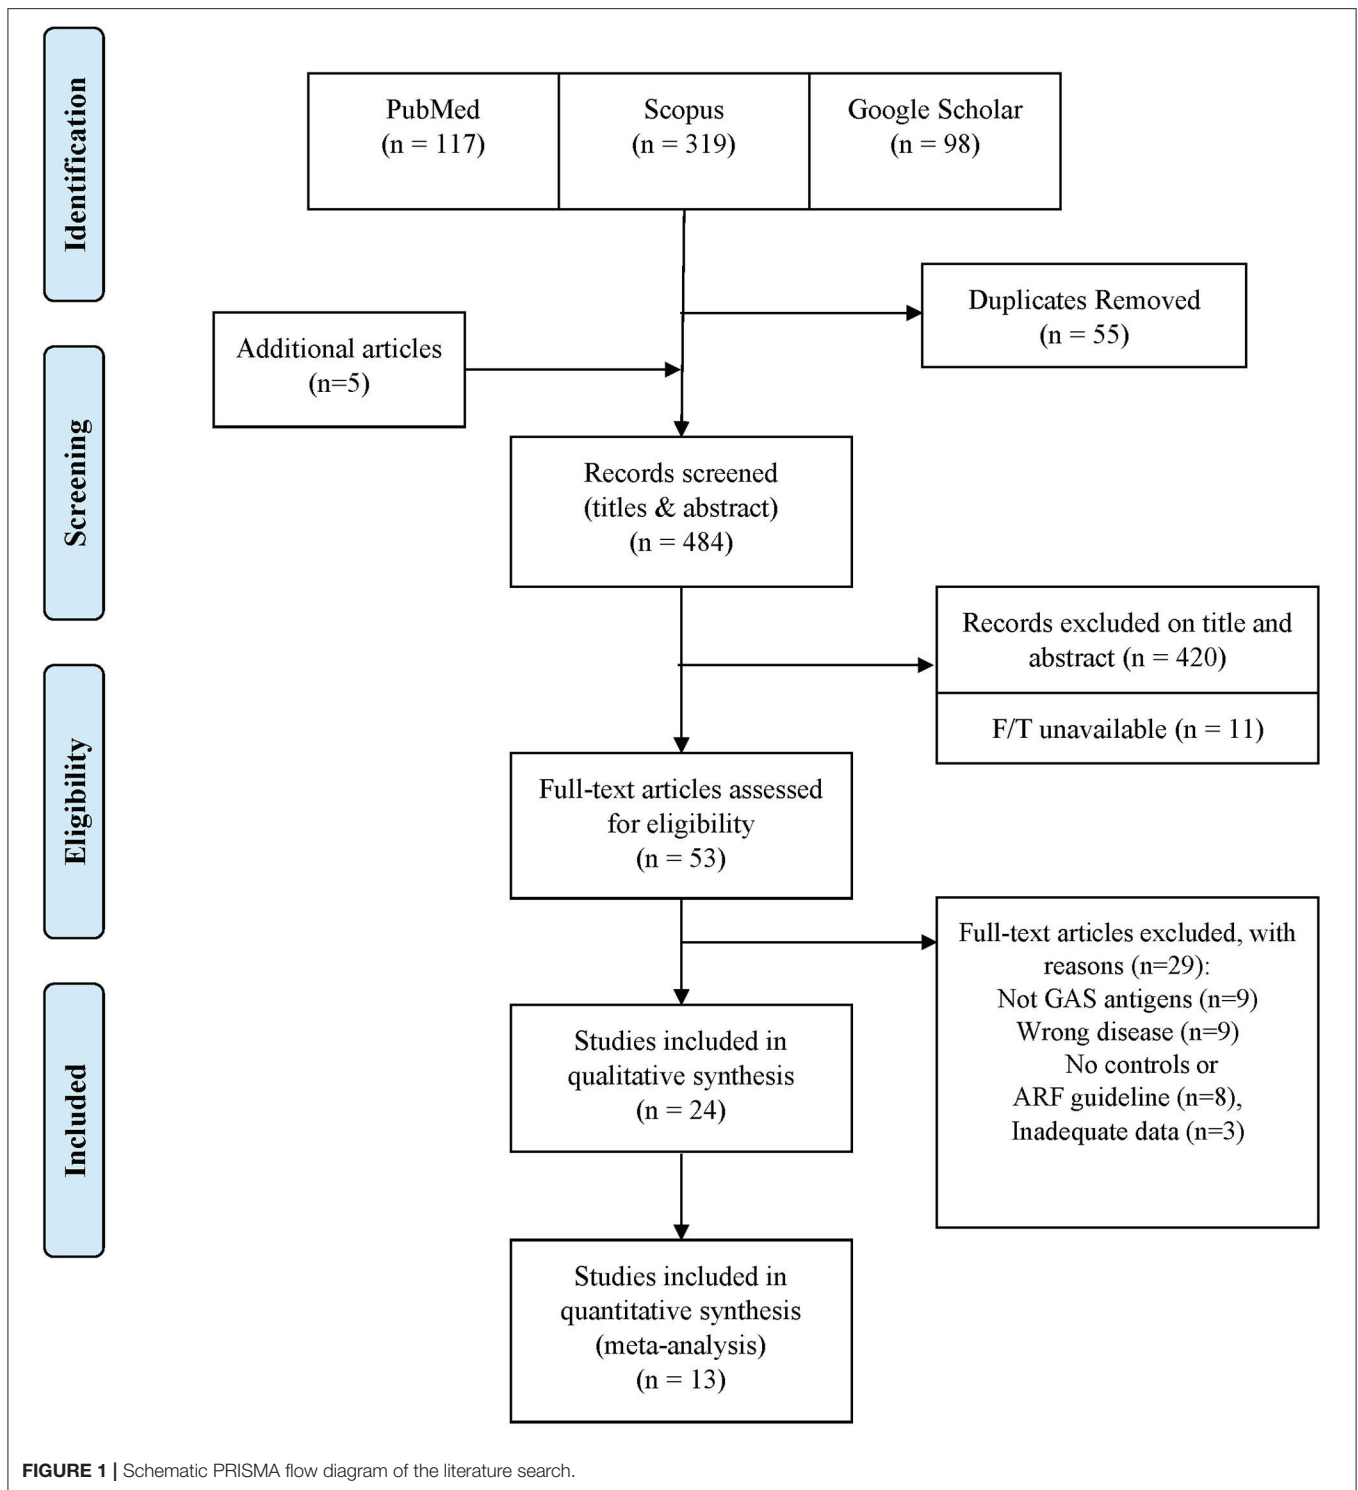 Identification
PubMed
(n = 117)
Scopus
(n = 319)
Google Scholar
(n = 98)
Duplicates Removed
(n = 55)
Additional articles
(n=5)
Screening
Records screened
(titles & abstract)
(n = 484)
Records excluded on title and
abstract (n = 420)
F/T unavailable (n = 11)
Eligibility
Full-text articles assessed
for eligibility
(n = 53)
Full-text articles excluded, with
reasons (n=29):
Not GAS antigens (n=9)
Wrong disease (n=9)
No controls or
ARF guideline (n=8),
Inadequate data (n=3)
Included
Studies included in
qualitative synthesis
(n = 24)
Studies included in
quantitative synthesis
(meta-analysis)
(n = 13)
FIGURE 1 | Schematic PRISMA flow diagram of the literature search.